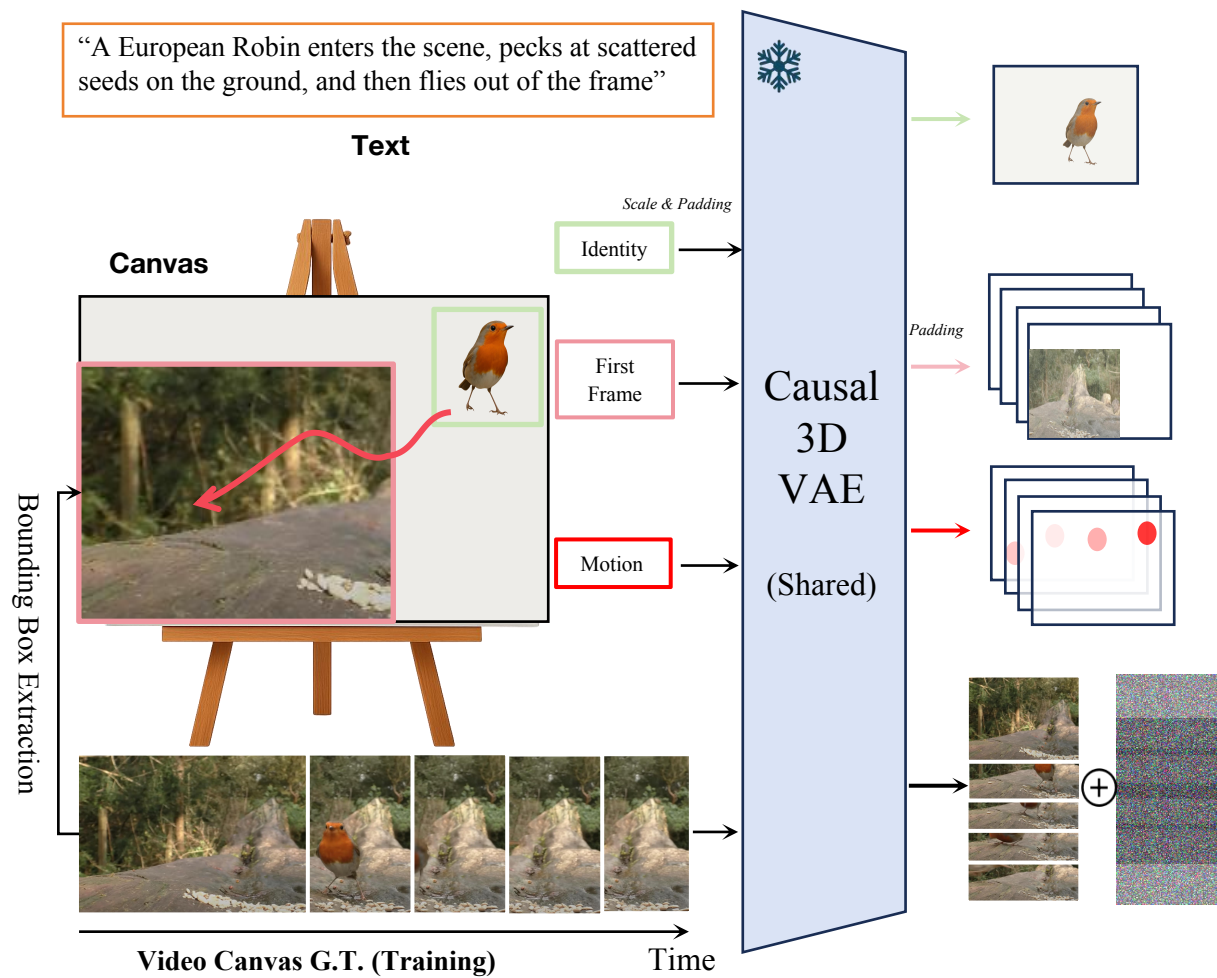 “A European Robin enters the scene, pecks at scattered
seeds on the ground, and then flies out of the frame”
Text
Canvas
Scale & Padding
Identity
First
Frame
Motion
Bounding Box Extraction
Causal
3D
VAE
(Shared)
Padding
Video Canvas G.T. (Training)
Time